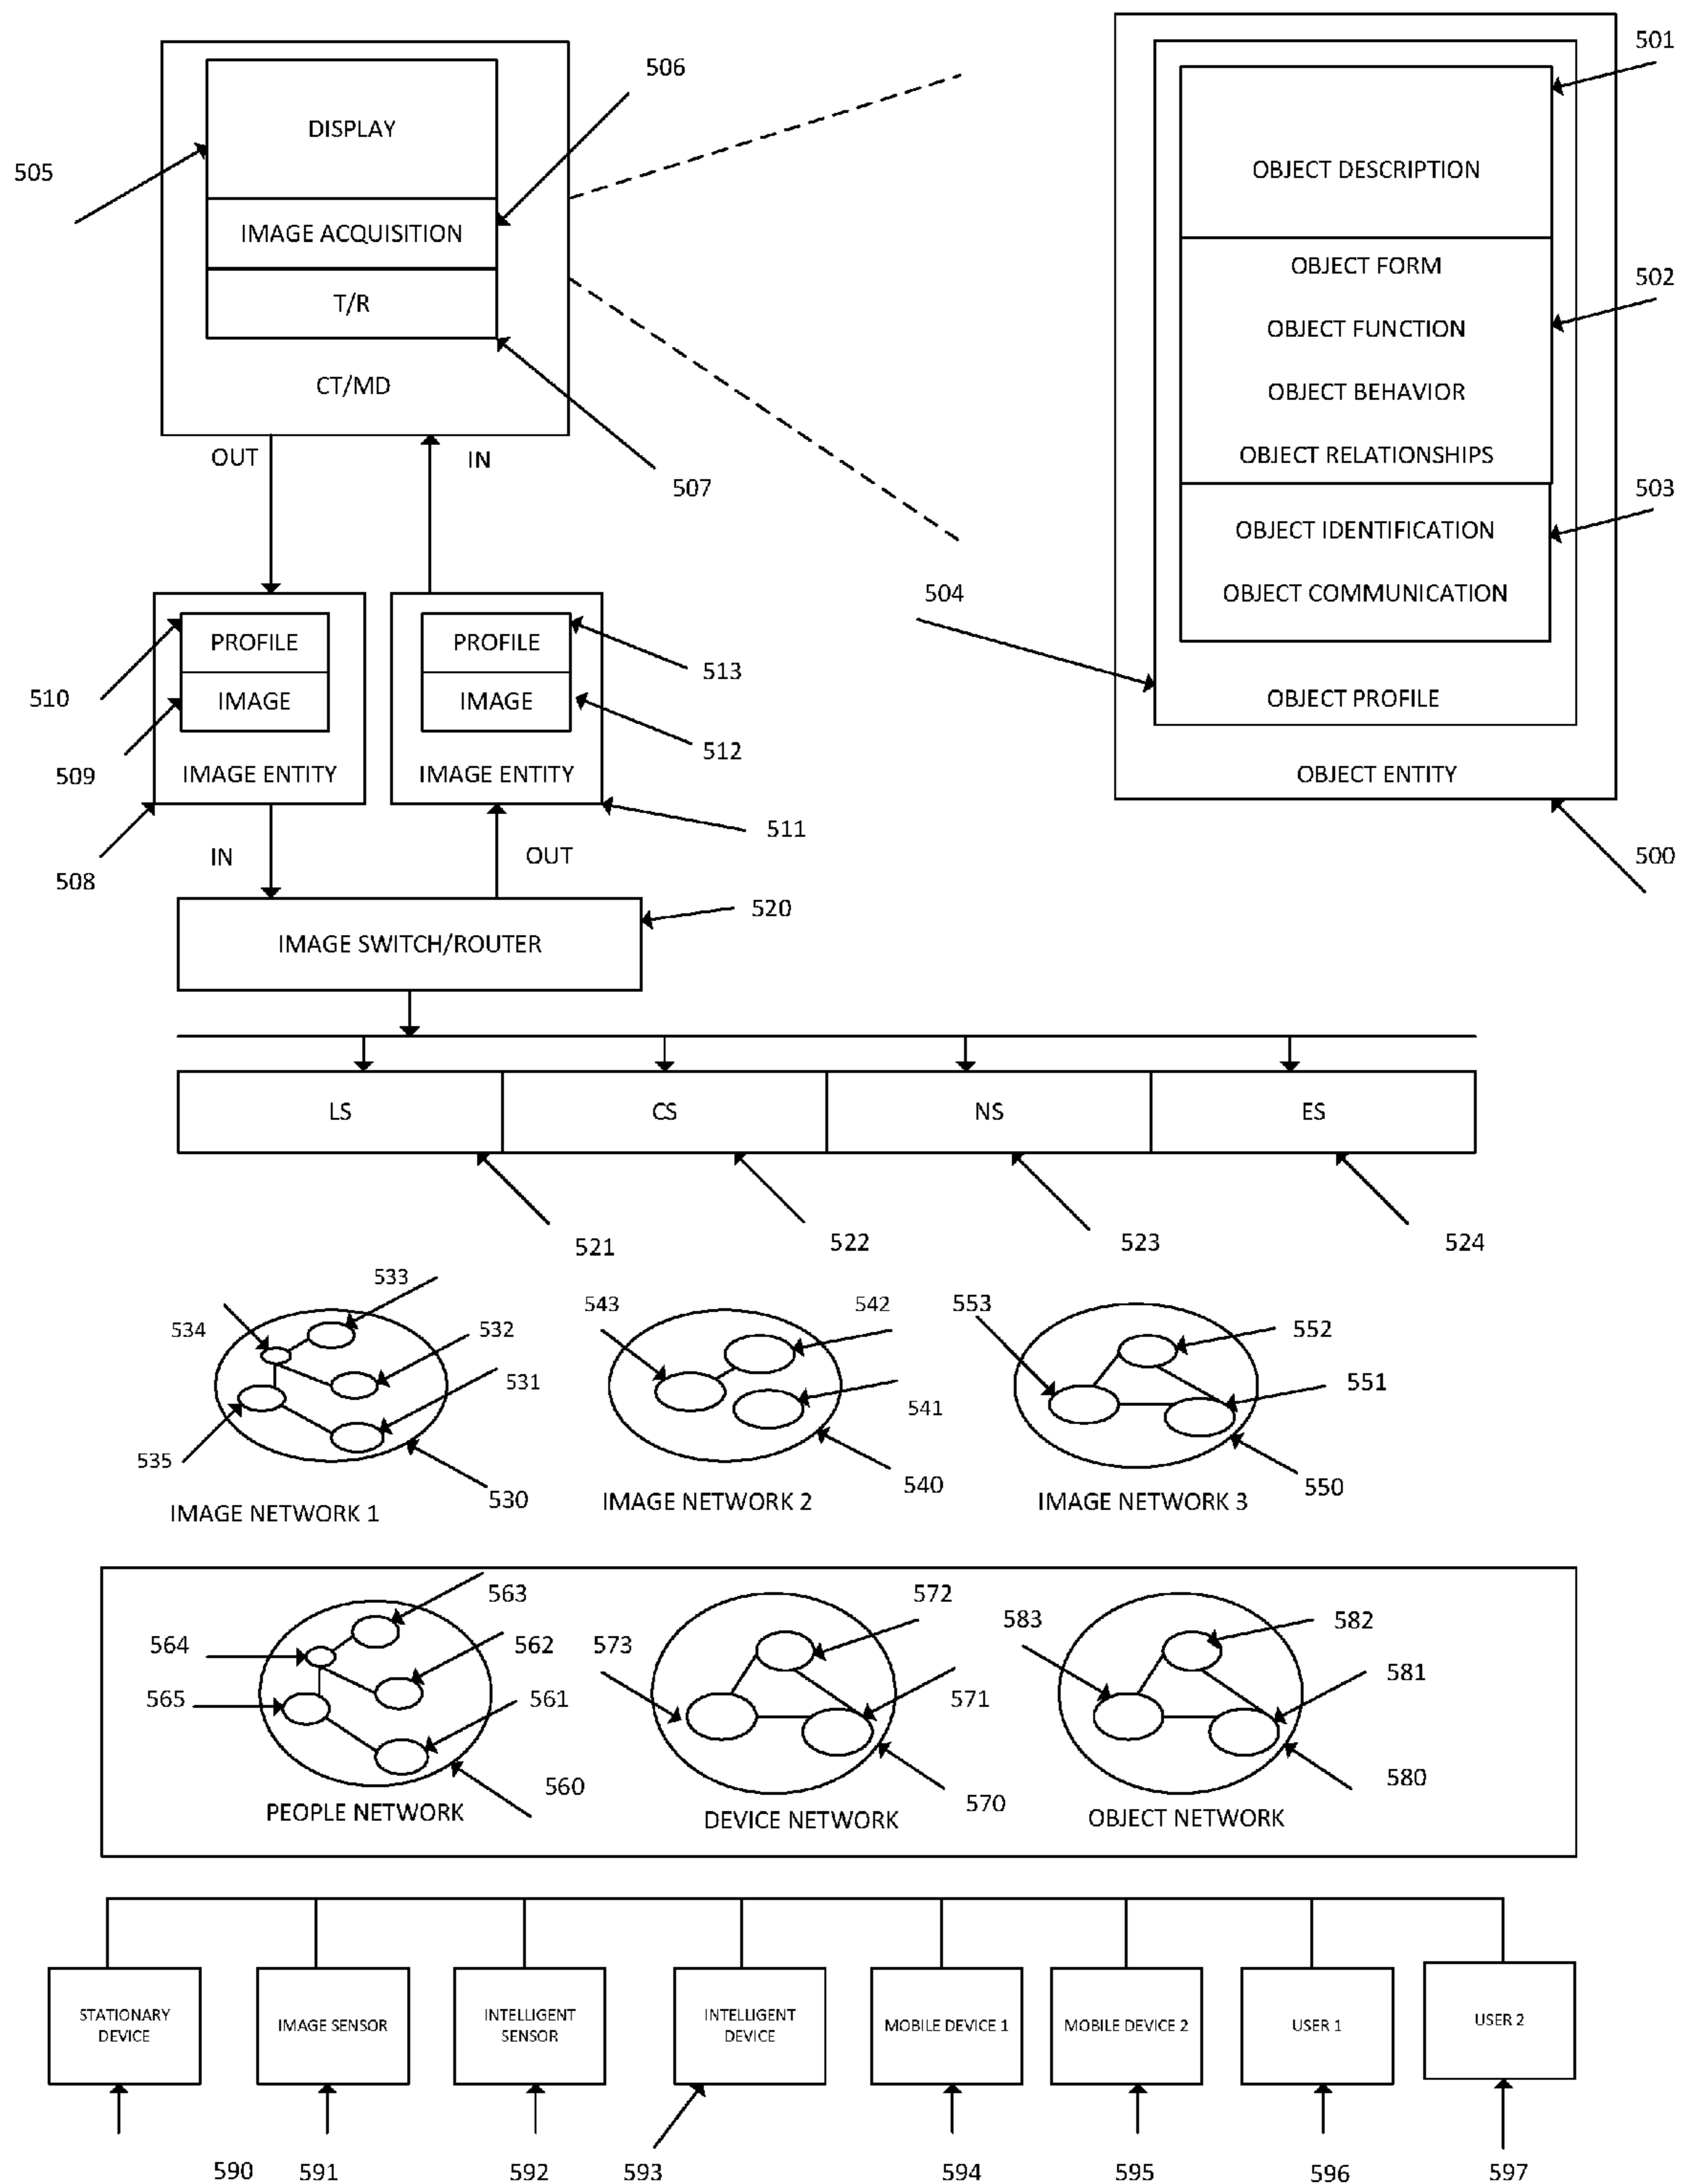 501
506
DISPLAY
505
OBJECT DESCRIPTION
IMAGE ACQUISITION
OBJECT FORM
502
T/R
OBJECT FUNCTION
CT/MD
OBJECT BEHAVIOR
OUT
IN
OBJECT RELATIONSHIPS
507
503
OBJECT IDENTIFICATION
504
OBJECT COMMUNICATION
PROFILE
PROFILE
513
510
IMAGE
IMAGE
OBJECT PROFILE
512
509
IMAGE ENTITY
IMAGE ENTITY
OBJECT ENTITY
511
IN
OUT
500
508
520
IMAGE SWITCH/ROUTER
LS
CS
NS
ES
521
522
523
524
533
543
542
553
534
532
552
531
551
541
535
540
550
530
IMAGE NETWORK 1
IMAGE NETWORK 2
IMAGE NETWORK 3
563
572
583
582
564
562
573
581
565
561
571
560
570
580
PEOPLE NETWORK
DEVICE NETWORK
OBJECT NETWORK
STATIONARY
DEVICE
IMAGE SENSOR
INTELLIGENT
SENSOR
INTELLIGENT
DEVICE
MOBILE DEVICE 1
MOBILE DEVICE 2
USER 1
USER 2
590
591
592
593
594
595
596
597